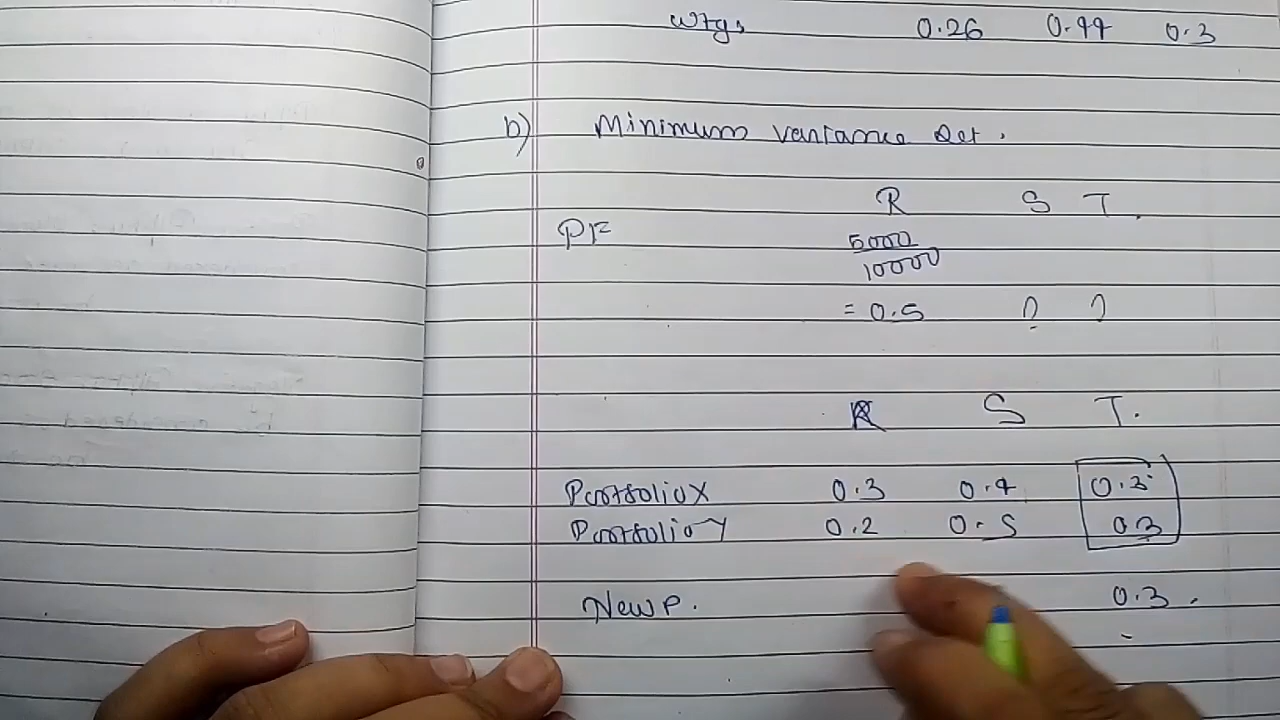 Wtgs 0.26 0.44 0.3
b) Minimum variance set.
R S T.
PF 5000
10000
= 0.5 ? ?
R S T.
Portfolio X 0.3 0.4 0.3
Portfolio Y 0.2 0.5 0.3
New P. 0.3.